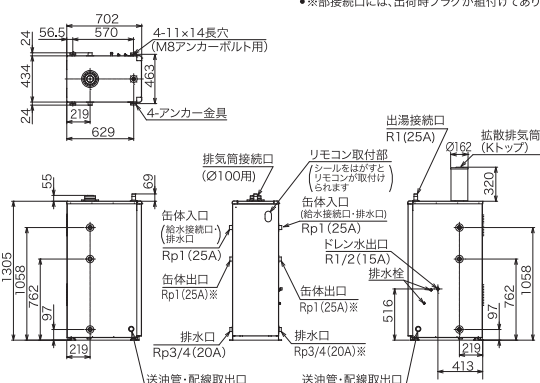 ●※部接続口には、出荷時プラグが組付けてあり
702
56.5
570
24
434
24
463
219
629
4-11×14長穴
(M8アンカーボルト用)
4-アンカー金具
出湯接続口
R1(25A)
Ø162
拡散排気筒
(Kトップ)
320
排気筒接続口
(Ø100用)
リモコン取付部
(シールをはがすと
リモコンが取付け
られます)
55
69
缶体入口
(給水接続口・
排水口)
Rp1(25A)
缶体入口
(給水接続口・排水口)
Rp1(25A)
ドレン水出口
R1/2(15A)
排水栓
缶体出口
Rp1(25A)※
缶体出口
Rp1(25A)※
1305
1058
762
97
219
排水口
Rp3/4(20A)
排水口
Rp3/4(20A)※
516
97
762
1058
219
413
送油管・配線取出口
送油管・配線取出口